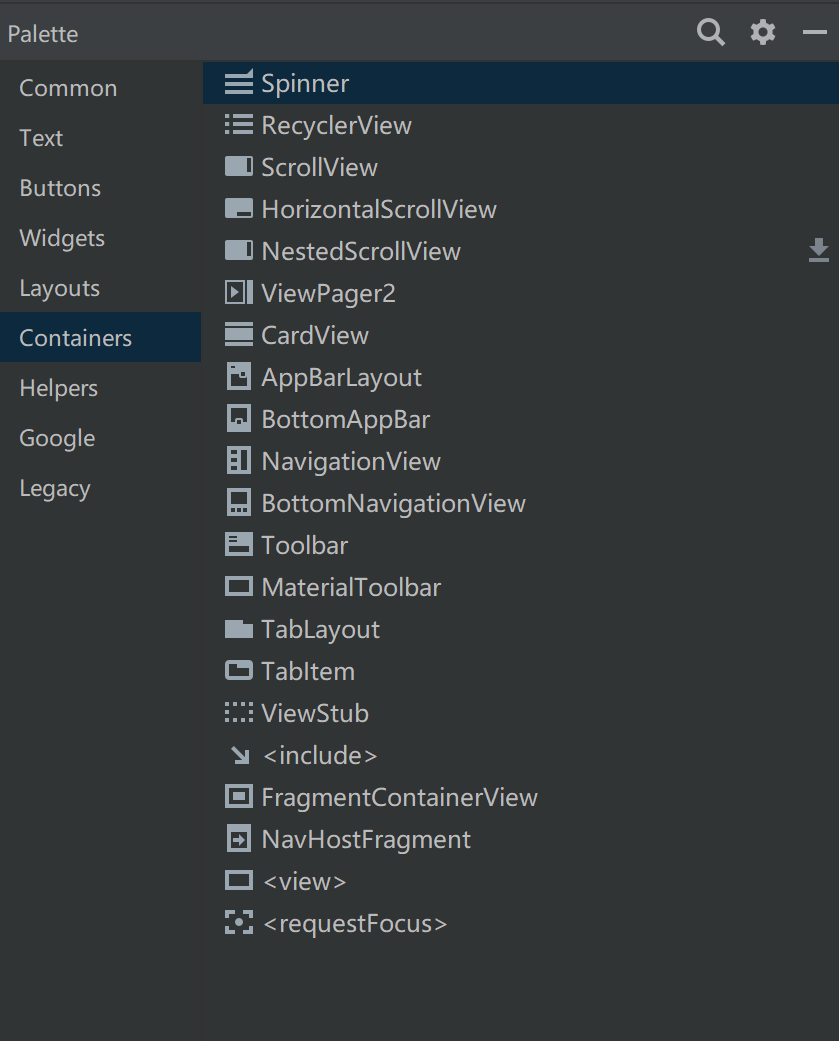 Palette
Common
Text
Buttons
Widgets
Layouts
Containers
Helpers
Google
Legacy
Spinner
RecyclerView
ScrollView
HorizontalScrollView
NestedScrollView
ViewPager2
CardView
AppBarLayout
BottomAppBar
NavigationView
BottomNavigationView
Toolbar
MaterialToolbar
TabLayout
TabItem
ViewStub
<include>
FragmentContainerView
NavHostFragment
<view>
<requestFocus>